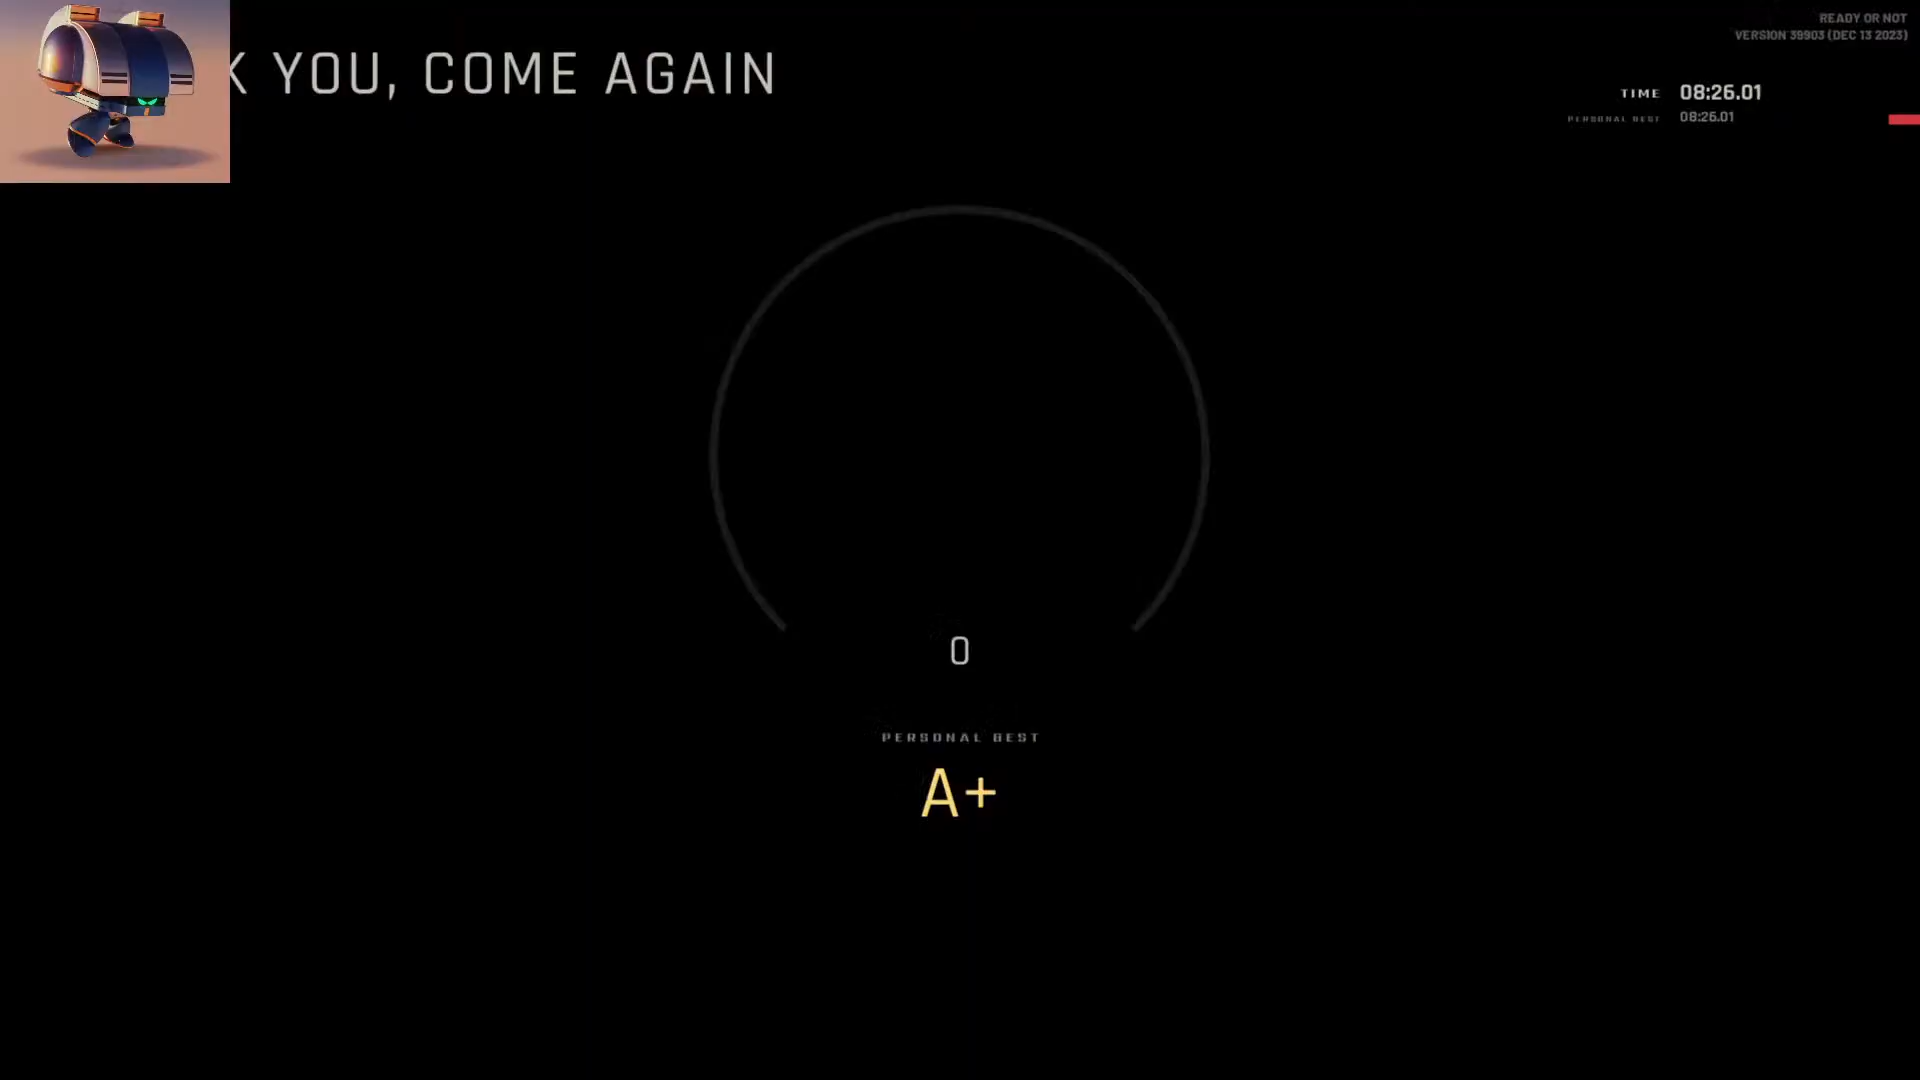 K YOU, COME AGAIN
READY OR NOT
VERSION 39903 (DEC 13 2023)
TIME 08:26.01
PERSONAL BEST 08:26.01
0
PERSONAL BEST
A+